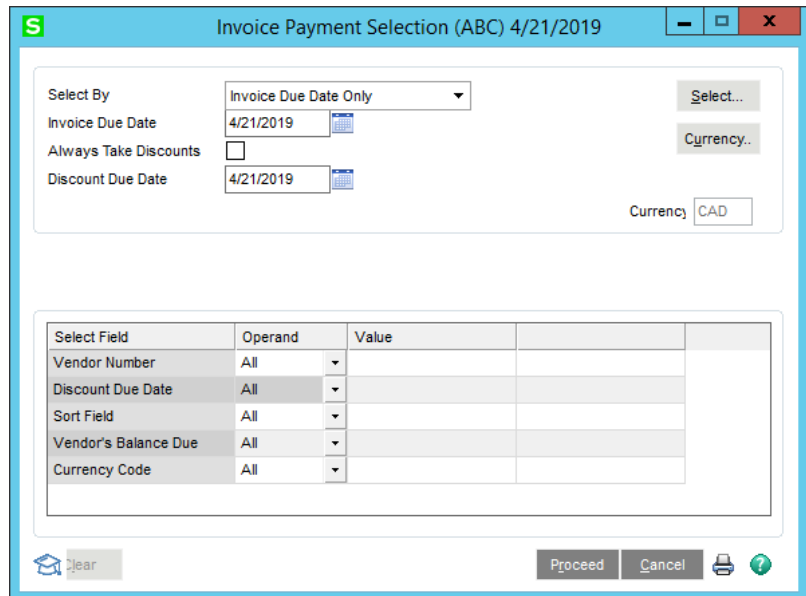 S Invoice Payment Selection (ABC) 4/21/2019
Select By Invoice Due Date Only Select...
Invoice Due Date 4/21/2019
Currency..
Always Take Discounts
Discount Due Date 4/21/2019
Currency CAD
Select Field Operand Value
Vendor Number All
Discount Due Date All
Sort Field All
Vendor's Balance Due All
Currency Code All
Clear Proceed Cancel ?